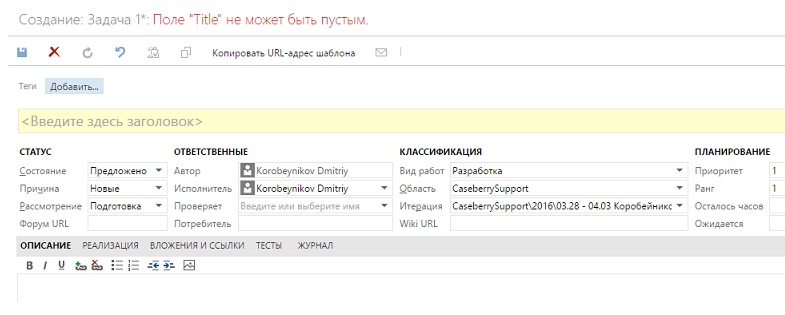 Создание: Задача 1*: Поле "Title" не может быть пустым.
Копировать URL-адрес шаблона
Теги Добавить...
<Введите здесь заголовок>
СТАТУС ОТВЕТСТВЕННЫЕ КЛАССИФИКАЦИЯ ПЛАНИРОВАНИЕ
Состояние Предложено Автор Korobeynikov Dmitriy Вид работ Разработка Приоритет 1
Причина Новые Исполнитель Korobeynikov Dmitriy Область CaseberrySupport Ранг 1
Рассмотрение Подготовка Проверяет Введите или выберите имя Итерация CaseberrySupport\2016\03.28 - 04.03 Коробейникс Осталось часов
Форум URL Потребитель Wiki URL Ожидается
ОПИСАНИЕ РЕАЛИЗАЦИЯ ВЛОЖЕНИЯ И ССЫЛКИ ТЕСТЫ ЖУРНАЛ
B I U